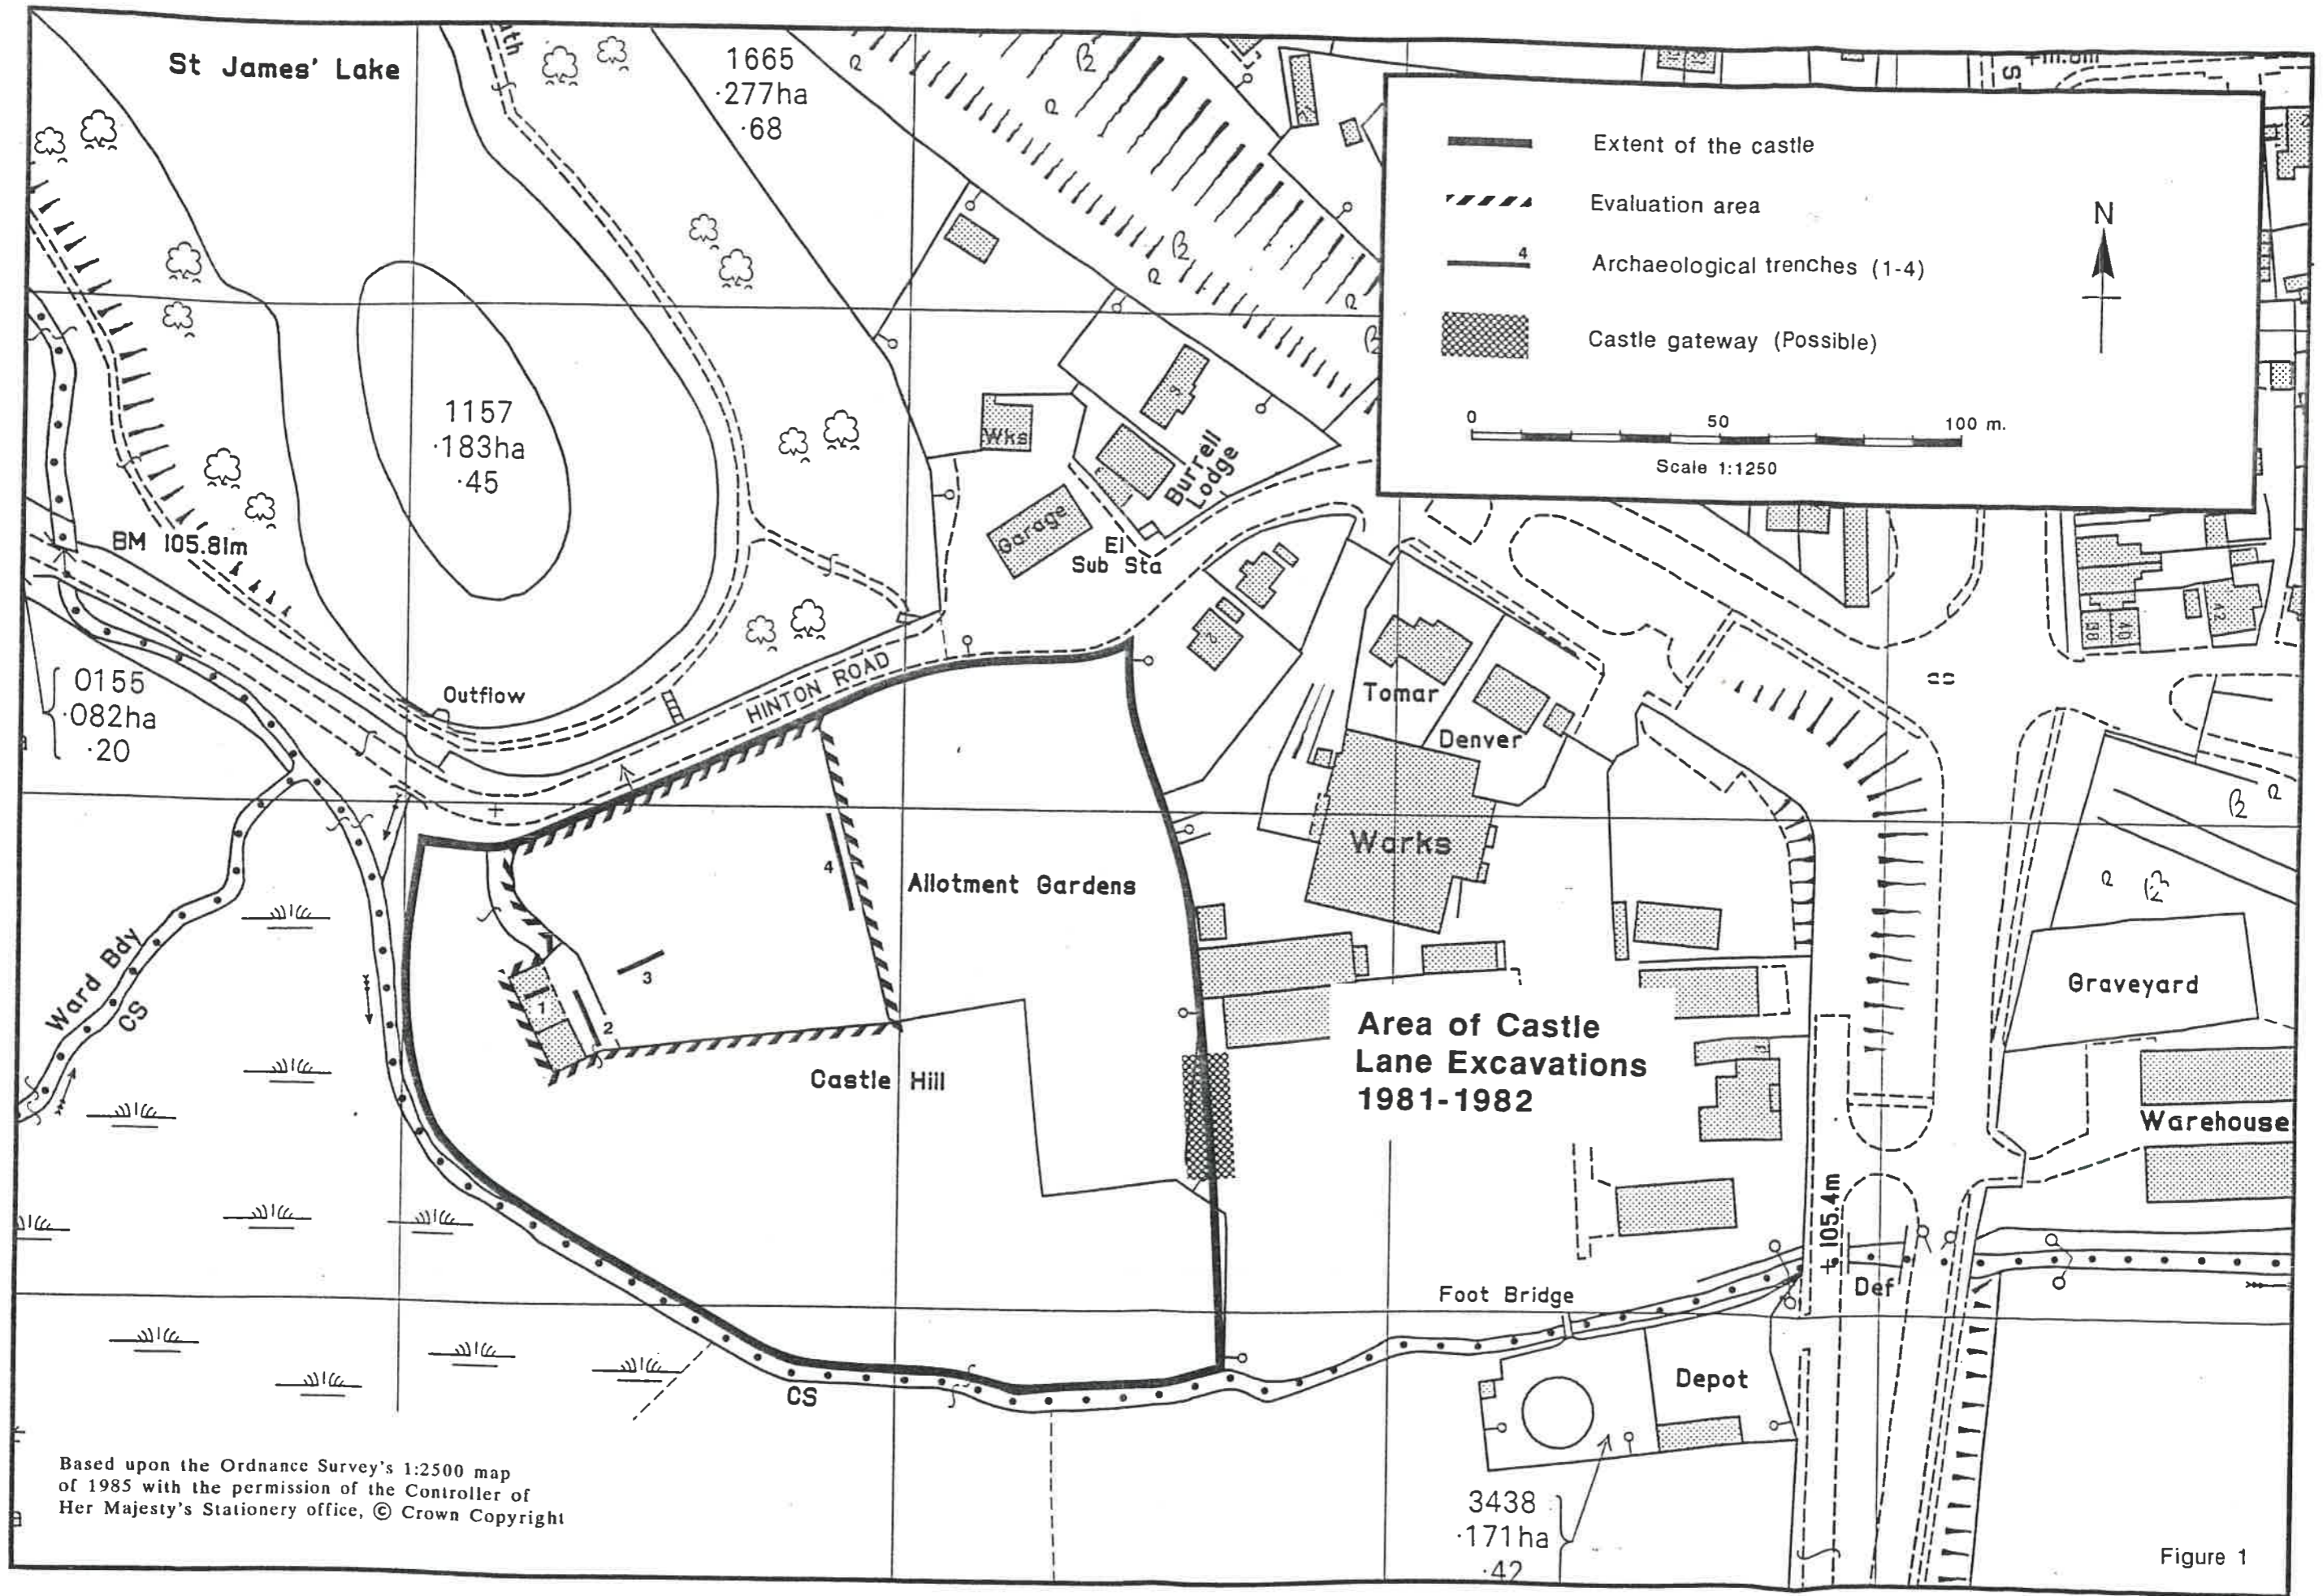 St James' Lake
1665
·277ha
·68
Extent of the castle
Evaluation area
4
Archaeological trenches (1-4)
Castle gateway (Possible)
N
0 50 100 m.
Scale 1:1250
1157
·183ha
·45
Wks
Burrell
Lodge
Garage
El
Sub Sta
BM 105.81m
0155
·082ha
·20
Outflow
HINTON ROAD
2
Tomar
Denver
Works
38
40
42
4
Allotment Gardens
3
1
2
Ward Bdy
CS
Castle Hill
Area of Castle
Lane Excavations
1981-1982
Graveyard
Warehouse
105.4m
Def
Foot Bridge
Depot
CS
3438
·171ha
·42
Based upon the Ordnance Survey's 1:2500 map
of 1985 with the permission of the Controller of
Her Majesty's Stationery office, © Crown Copyright
Figure 1